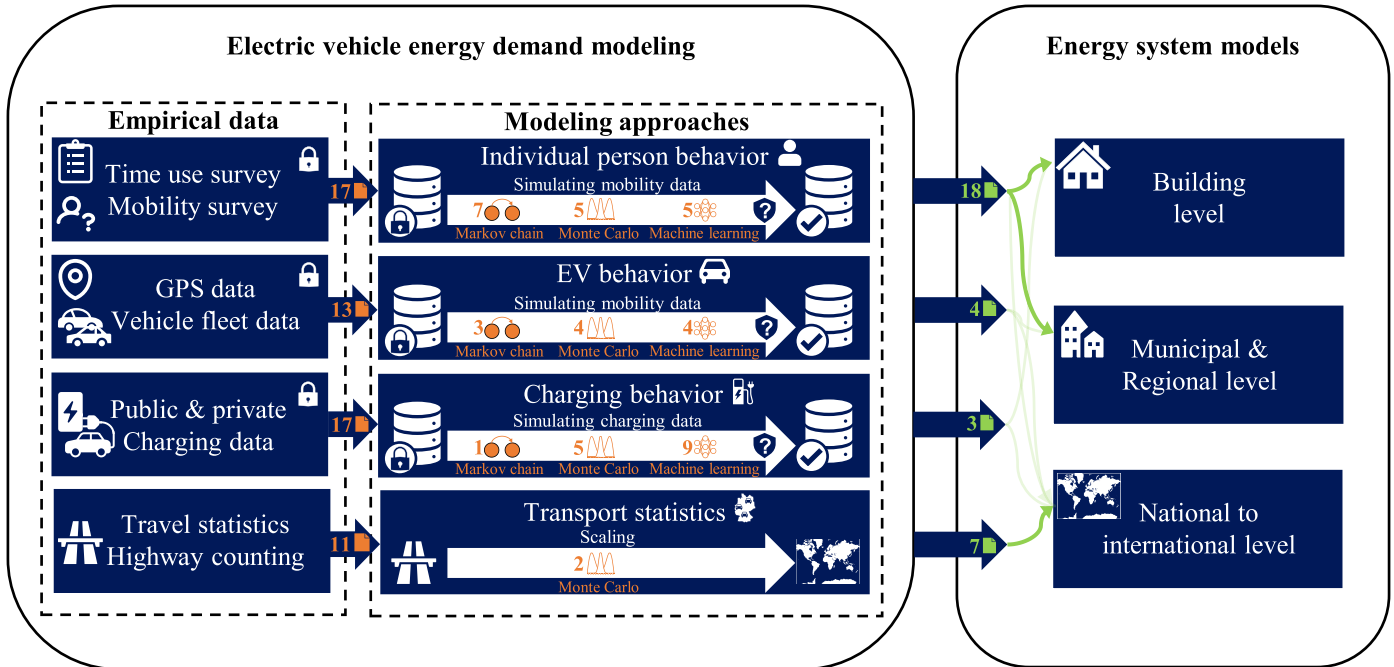 Electric vehicle energy demand modeling
Energy system models
Empirical data
Modeling approaches
Time use survey
Mobility survey
?
17
Individual person behavior
Simulating mobility data
7
5
5
?
Markov chain
Monte Carlo
Machine learning
18
Building
level
GPS data
Vehicle fleet data
13
EV behavior
Simulating mobility data
3
4
4
?
Markov chain
Monte Carlo
Machine learning
4
Municipal &
Regional level
Public & private
Charging data
17
Charging behavior
Simulating charging data
1
5
9
?
Markov chain
Monte Carlo
Machine learning
3
Travel statistics
Highway counting
11
Transport statistics
Scaling
2
Monte Carlo
7
National to
international level